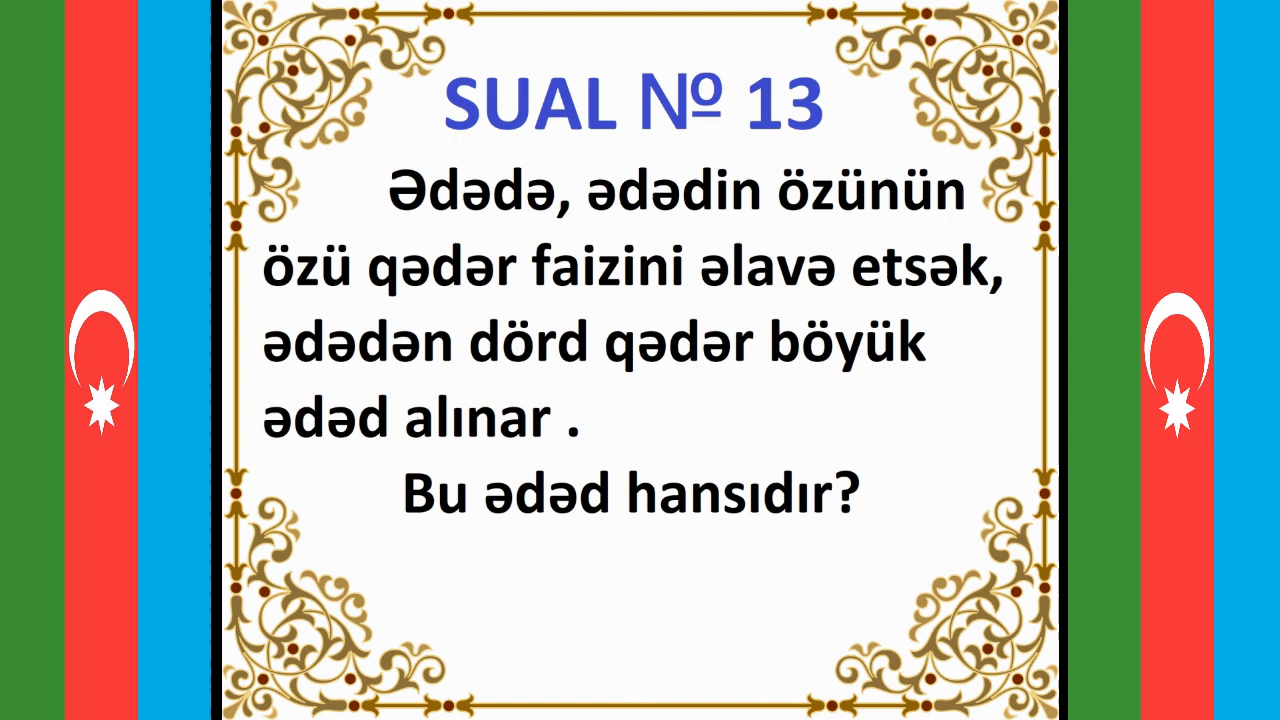 SUAL № 13
Ədədə, ədədin özünün
özü qədər faizini əlavə etsək,
ədədən dörd qədər böyük
ədəd alınar .
Bu ədəd hansıdır?